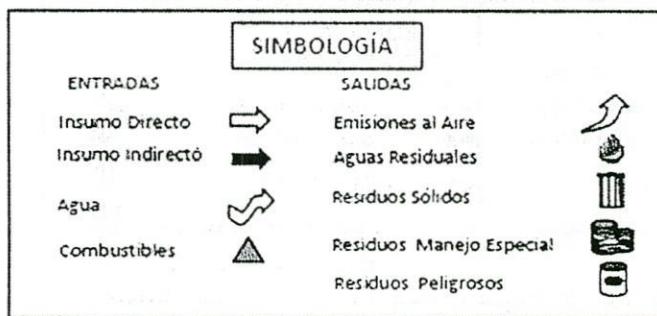 SIMBOLOGÍA
ENTRADAS
SALIDAS
Insumo Directo
Emisiones al Aire
Insumo Indirectó
Aguas Residuales
Agua
Residuos Sólidos
Combustibles
Residuos Manejo Especial
Residuos Peligrosos